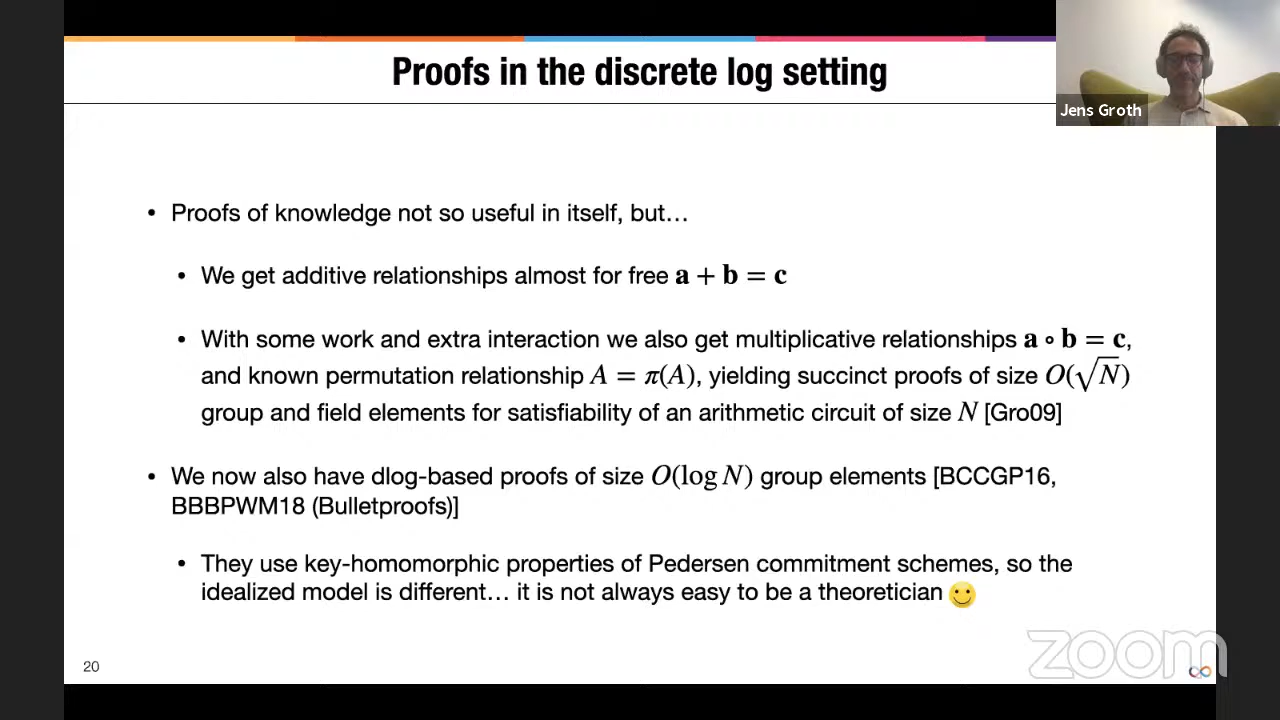 Proofs in the discrete log setting
Jens Groth
• Proofs of knowledge not so useful in itself, but…
• We get additive relationships almost for free a + b = c
• With some work and extra interaction we also get multiplicative relationships a ∘ b = c,
and known permutation relationship A = π(A), yielding succinct proofs of size O(√N)
group and field elements for satisfiability of an arithmetic circuit of size N [Gro09]
• We now also have dlog-based proofs of size O(log N) group elements [BCCGP16,
BBBPWM18 (Bulletproofs)]
• They use key-homomorphic properties of Pedersen commitment schemes, so the
idealized model is different… it is not always easy to be a theoretician 🙂
20
zoom